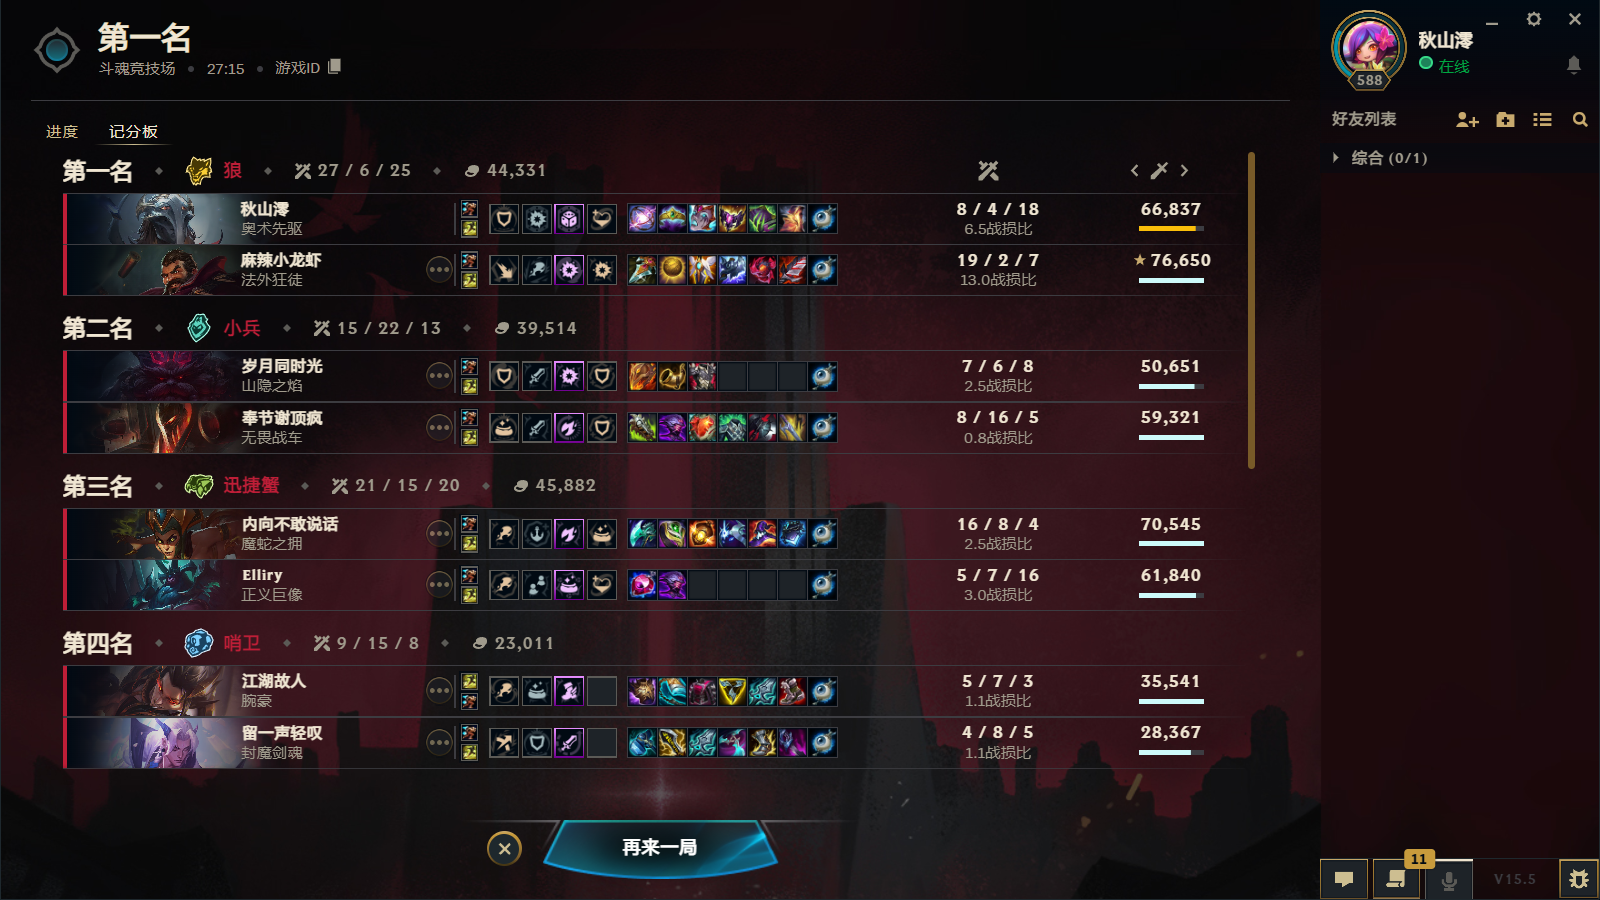 第一名
斗魂竞技场 • 27:15 • 游戏ID
进度 记分板
第一名 狼 27 / 6 / 25 44,331
秋山澪 8 / 4 / 18 66,837
奥术先驱 6.5战损比
麻辣小龙虾 19 / 2 / 7 76,650
法外狂徒 13.0战损比
第二名 小兵 15 / 22 / 13 39,514
岁月同时光 7 / 6 / 8 50,651
山隐之焰 2.5战损比
奉节谢顶疯 8 / 16 / 5 59,321
无畏战车 0.8战损比
第三名 迅捷蟹 21 / 15 / 20 45,882
内向不敢说话 16 / 8 / 4 70,545
魔蛇之拥 2.5战损比
Elliry 5 / 7 / 16 61,840
正义巨像 3.0战损比
第四名 哨卫 9 / 15 / 8 23,011
江湖故人 5 / 7 / 3 35,541
腕豪 1.1战损比
留一声轻叹 4 / 8 / 5 28,367
封魔剑魂 1.1战损比
再来一局
秋山澪
588
在线
好友列表
综合 (0/1)
11
V15.5